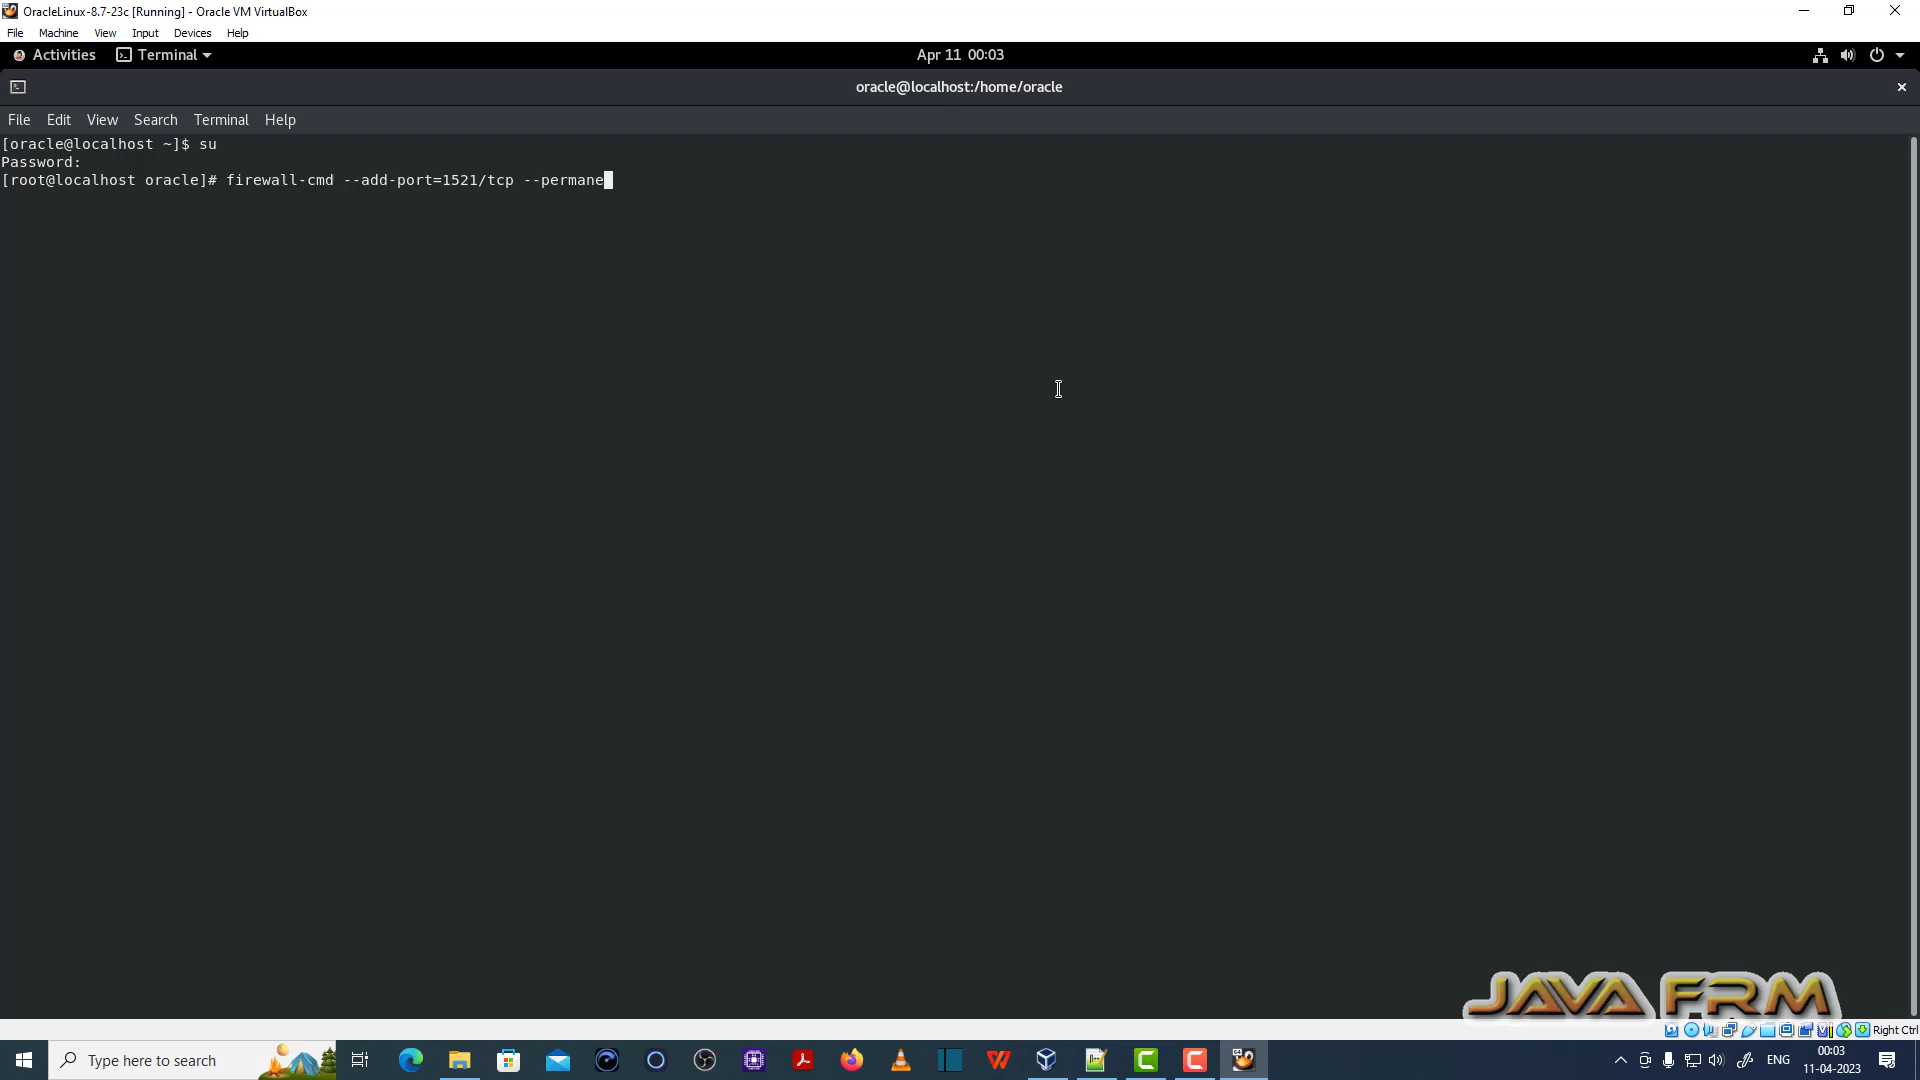 OracleLinux-8.7-23c [Running] - Oracle VM VirtualBox
File Machine View Input Devices Help
Activities Terminal Apr 11 00:03
oracle@localhost:/home/oracle
File Edit View Search Terminal Help
[oracle@localhost ~]$ su
Password:
[root@localhost oracle]# firewall-cmd --add-port=1521/tcp --permane
JAVA FRM
Right Ctrl
Type here to search
ENG
00:03
11-04-2023